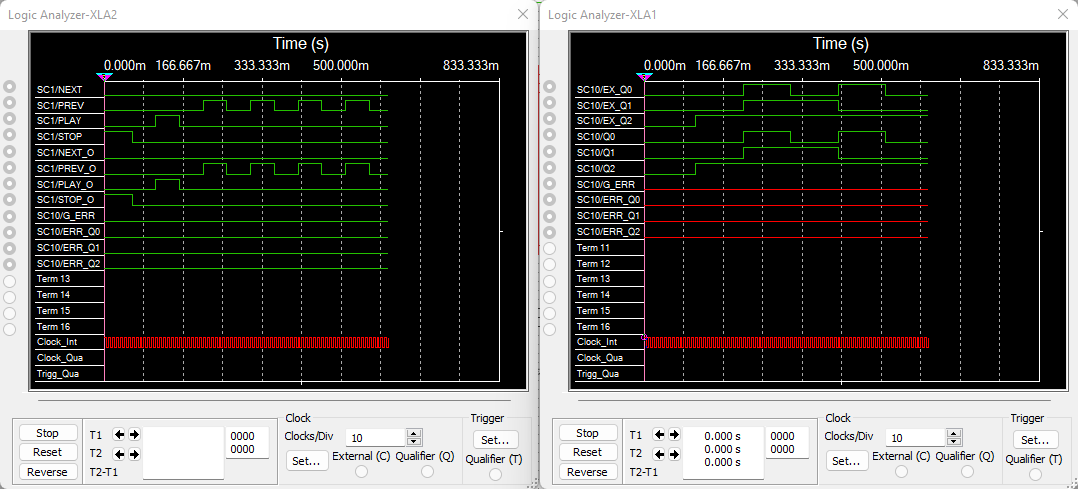 Logic Analyzer-XLA2
Time (s)
0.000m 166.667m 333.333m 500.000m 833.333m
SC1/NEXT
SC1/PREV
SC1/PLAY
SC1/STOP
SC1/NEXT_O
SC1/PREV_O
SC1/PLAY_O
SC1/STOP_O
SC10/G_ERR
SC10/ERR_Q0
SC10/ERR_Q1
SC10/ERR_Q2
Term 13
Term 14
Term 15
Term 16
Clock_Int
Clock_Qua
Trigg_Qua
Stop
Reset
Reverse
T1
T2
T2-T1
0000
0000
Clock
Clocks/Div 10
Set...
External (C) Qualifier (Q)
Trigger
Set...
Qualifier (T)
Logic Analyzer-XLA1
Time (s)
0.000m 166.667m 333.333m 500.000m 833.333m
SC10/EX_Q0
SC10/EX_Q1
SC10/EX_Q2
SC10/Q0
SC10/Q1
SC10/Q2
SC10/G_ERR
SC10/ERR_Q0
SC10/ERR_Q1
SC10/ERR_Q2
Term 11
Term 12
Term 13
Term 14
Term 15
Term 16
Clock_Int
Clock_Qua
Trigg_Qua
Stop
Reset
Reverse
T1
T2
T2-T1
0.000 s
0.000 s
0.000 s
0000
0000
Clock
Clocks/Div 10
Set...
External (C) Qualifier (Q)
Trigger
Set...
Qualifier (T)